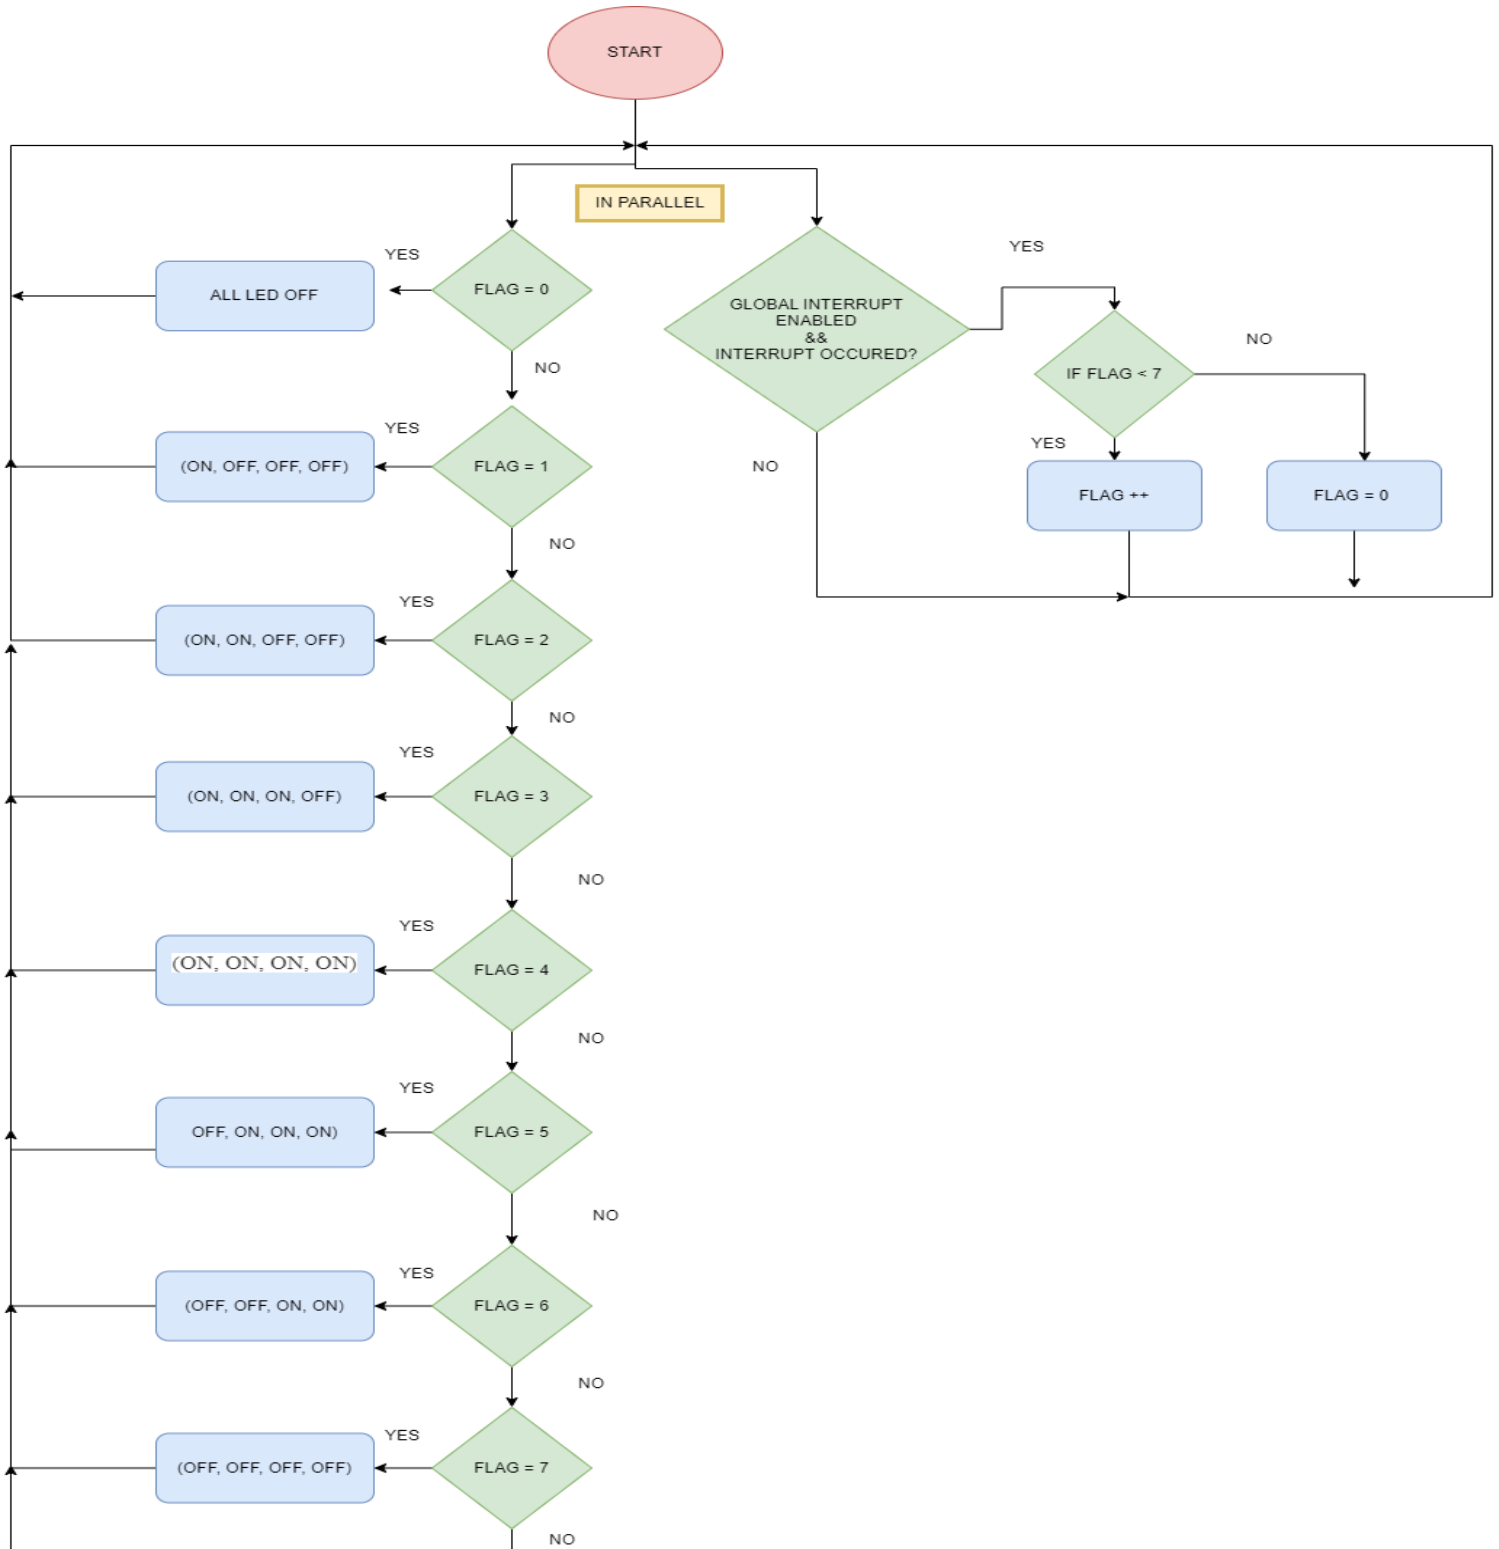 START
IN PARALLEL
YES
ALL LED OFF
FLAG = 0
NO
YES
(ON, OFF, OFF, OFF)
FLAG = 1
NO
YES
(ON, ON, OFF, OFF)
FLAG = 2
NO
YES
(ON, ON, ON, OFF)
FLAG = 3
NO
YES
(ON, ON, ON, ON)
FLAG = 4
NO
YES
OFF, ON, ON, ON)
FLAG = 5
NO
YES
(OFF, OFF, ON, ON)
FLAG = 6
NO
YES
(OFF, OFF, OFF, OFF)
FLAG = 7
NO
GLOBAL INTERRUPT
ENABLED
&&
INTERRUPT OCCURED?
NO
YES
IF FLAG < 7
NO
YES
FLAG ++
FLAG = 0